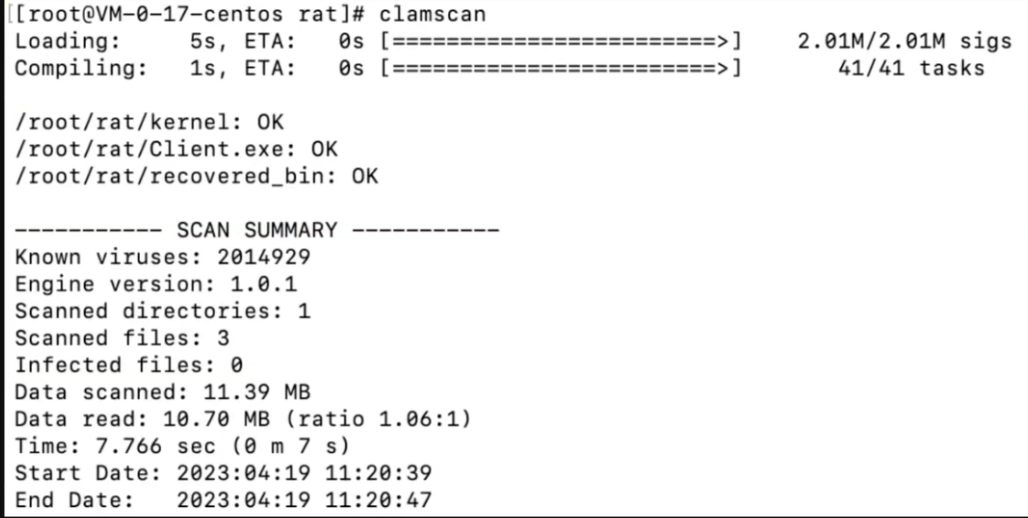 [[root@VM-0-17-centos rat]# clamscan
Loading:     5s, ETA:   0s [========================>]    2.01M/2.01M sigs
Compiling:   1s, ETA:   0s [========================>]       41/41 tasks
/root/rat/kernel: OK
/root/rat/Client.exe: OK
/root/rat/recovered_bin: OK
----------- SCAN SUMMARY -----------
Known viruses: 2014929
Engine version: 1.0.1
Scanned directories: 1
Scanned files: 3
Infected files: 0
Data scanned: 11.39 MB
Data read: 10.70 MB (ratio 1.06:1)
Time: 7.766 sec (0 m 7 s)
Start Date: 2023:04:19 11:20:39
End Date:   2023:04:19 11:20:47